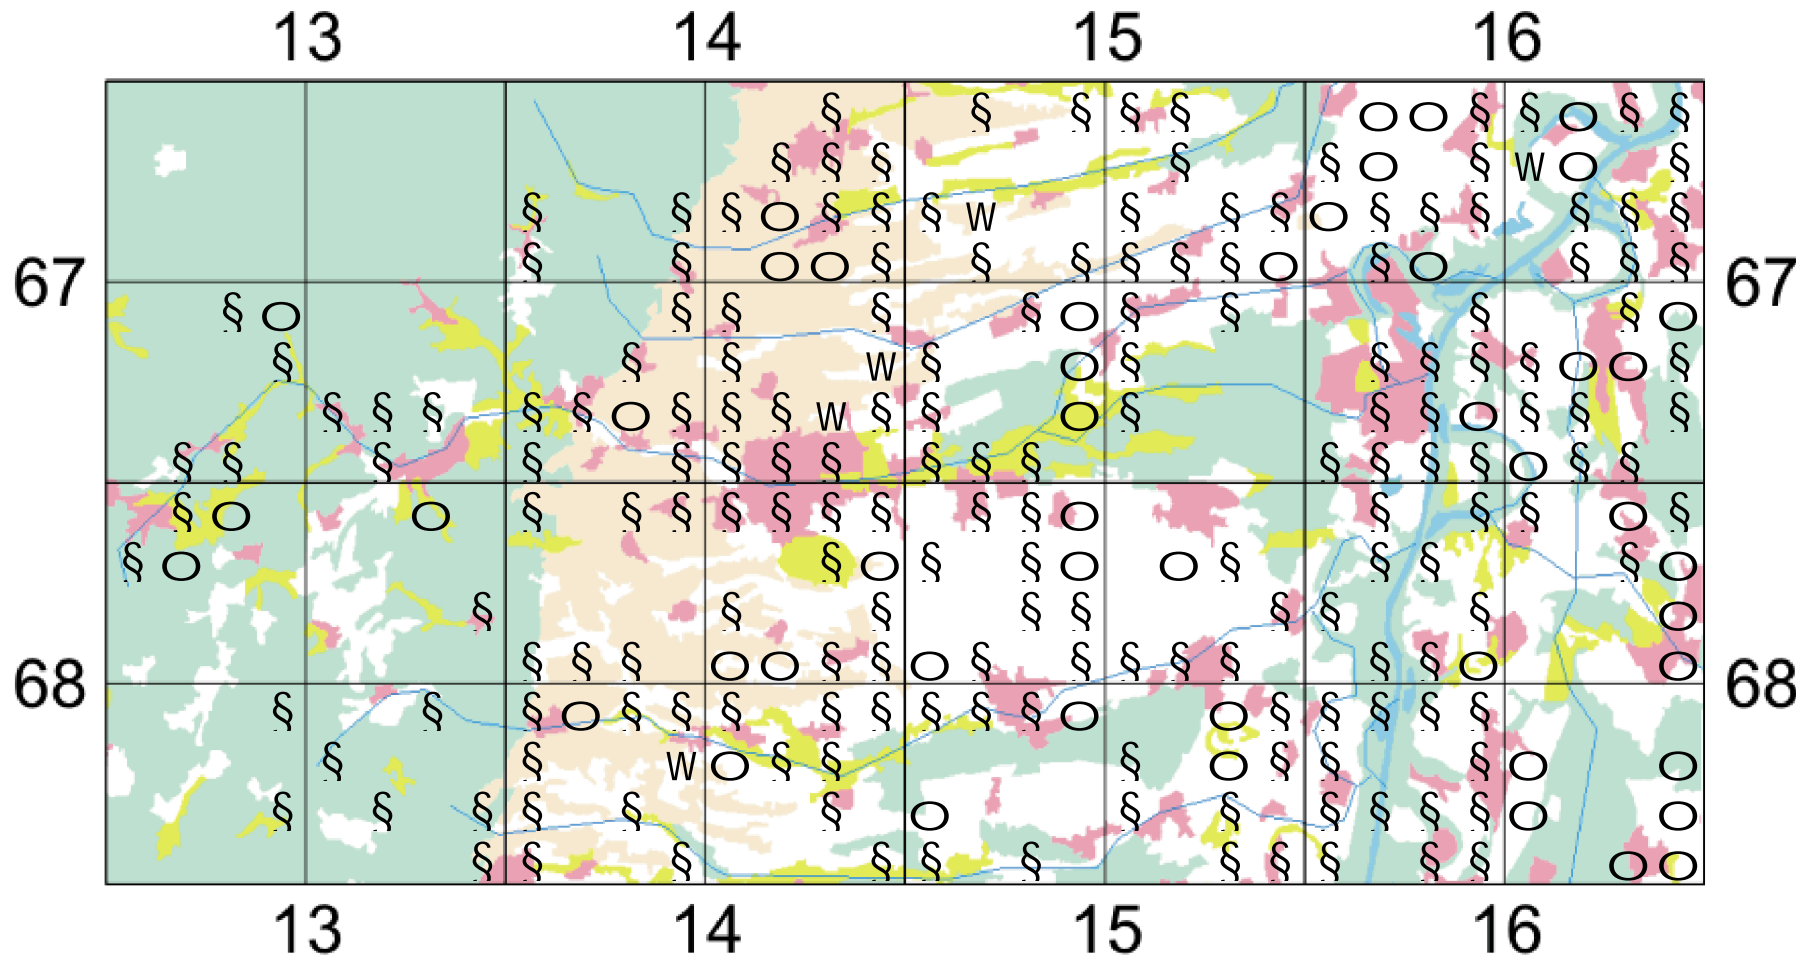 13 14 15 16
§ § § § § O O § § O § §
§ § § § § O § W O §
§ § § O § § § W § § § O § § § § § §
§ § O O § § § § § § O § O § § §
67 67
§ O § § § § O § § § § O
§ § § W § O § § § § § O O §
§ § § § § O § § § W § § O § § § O § § §
§ § § § § § § § § § § § § § § O § §
§ O O § § § § § § § § § O § § § O §
§ O § O § § O O § § § § O
§ § § § § § § § O
§ § § O O § § O § § § § § § § O O
68 68
§ § § O § § § § § § § § O O § § § § §
§ § W O § § § O § § § O O
§ § § § § § O § § § § § § O O
§ § § § § § § § § § § O O
13 14 15 16